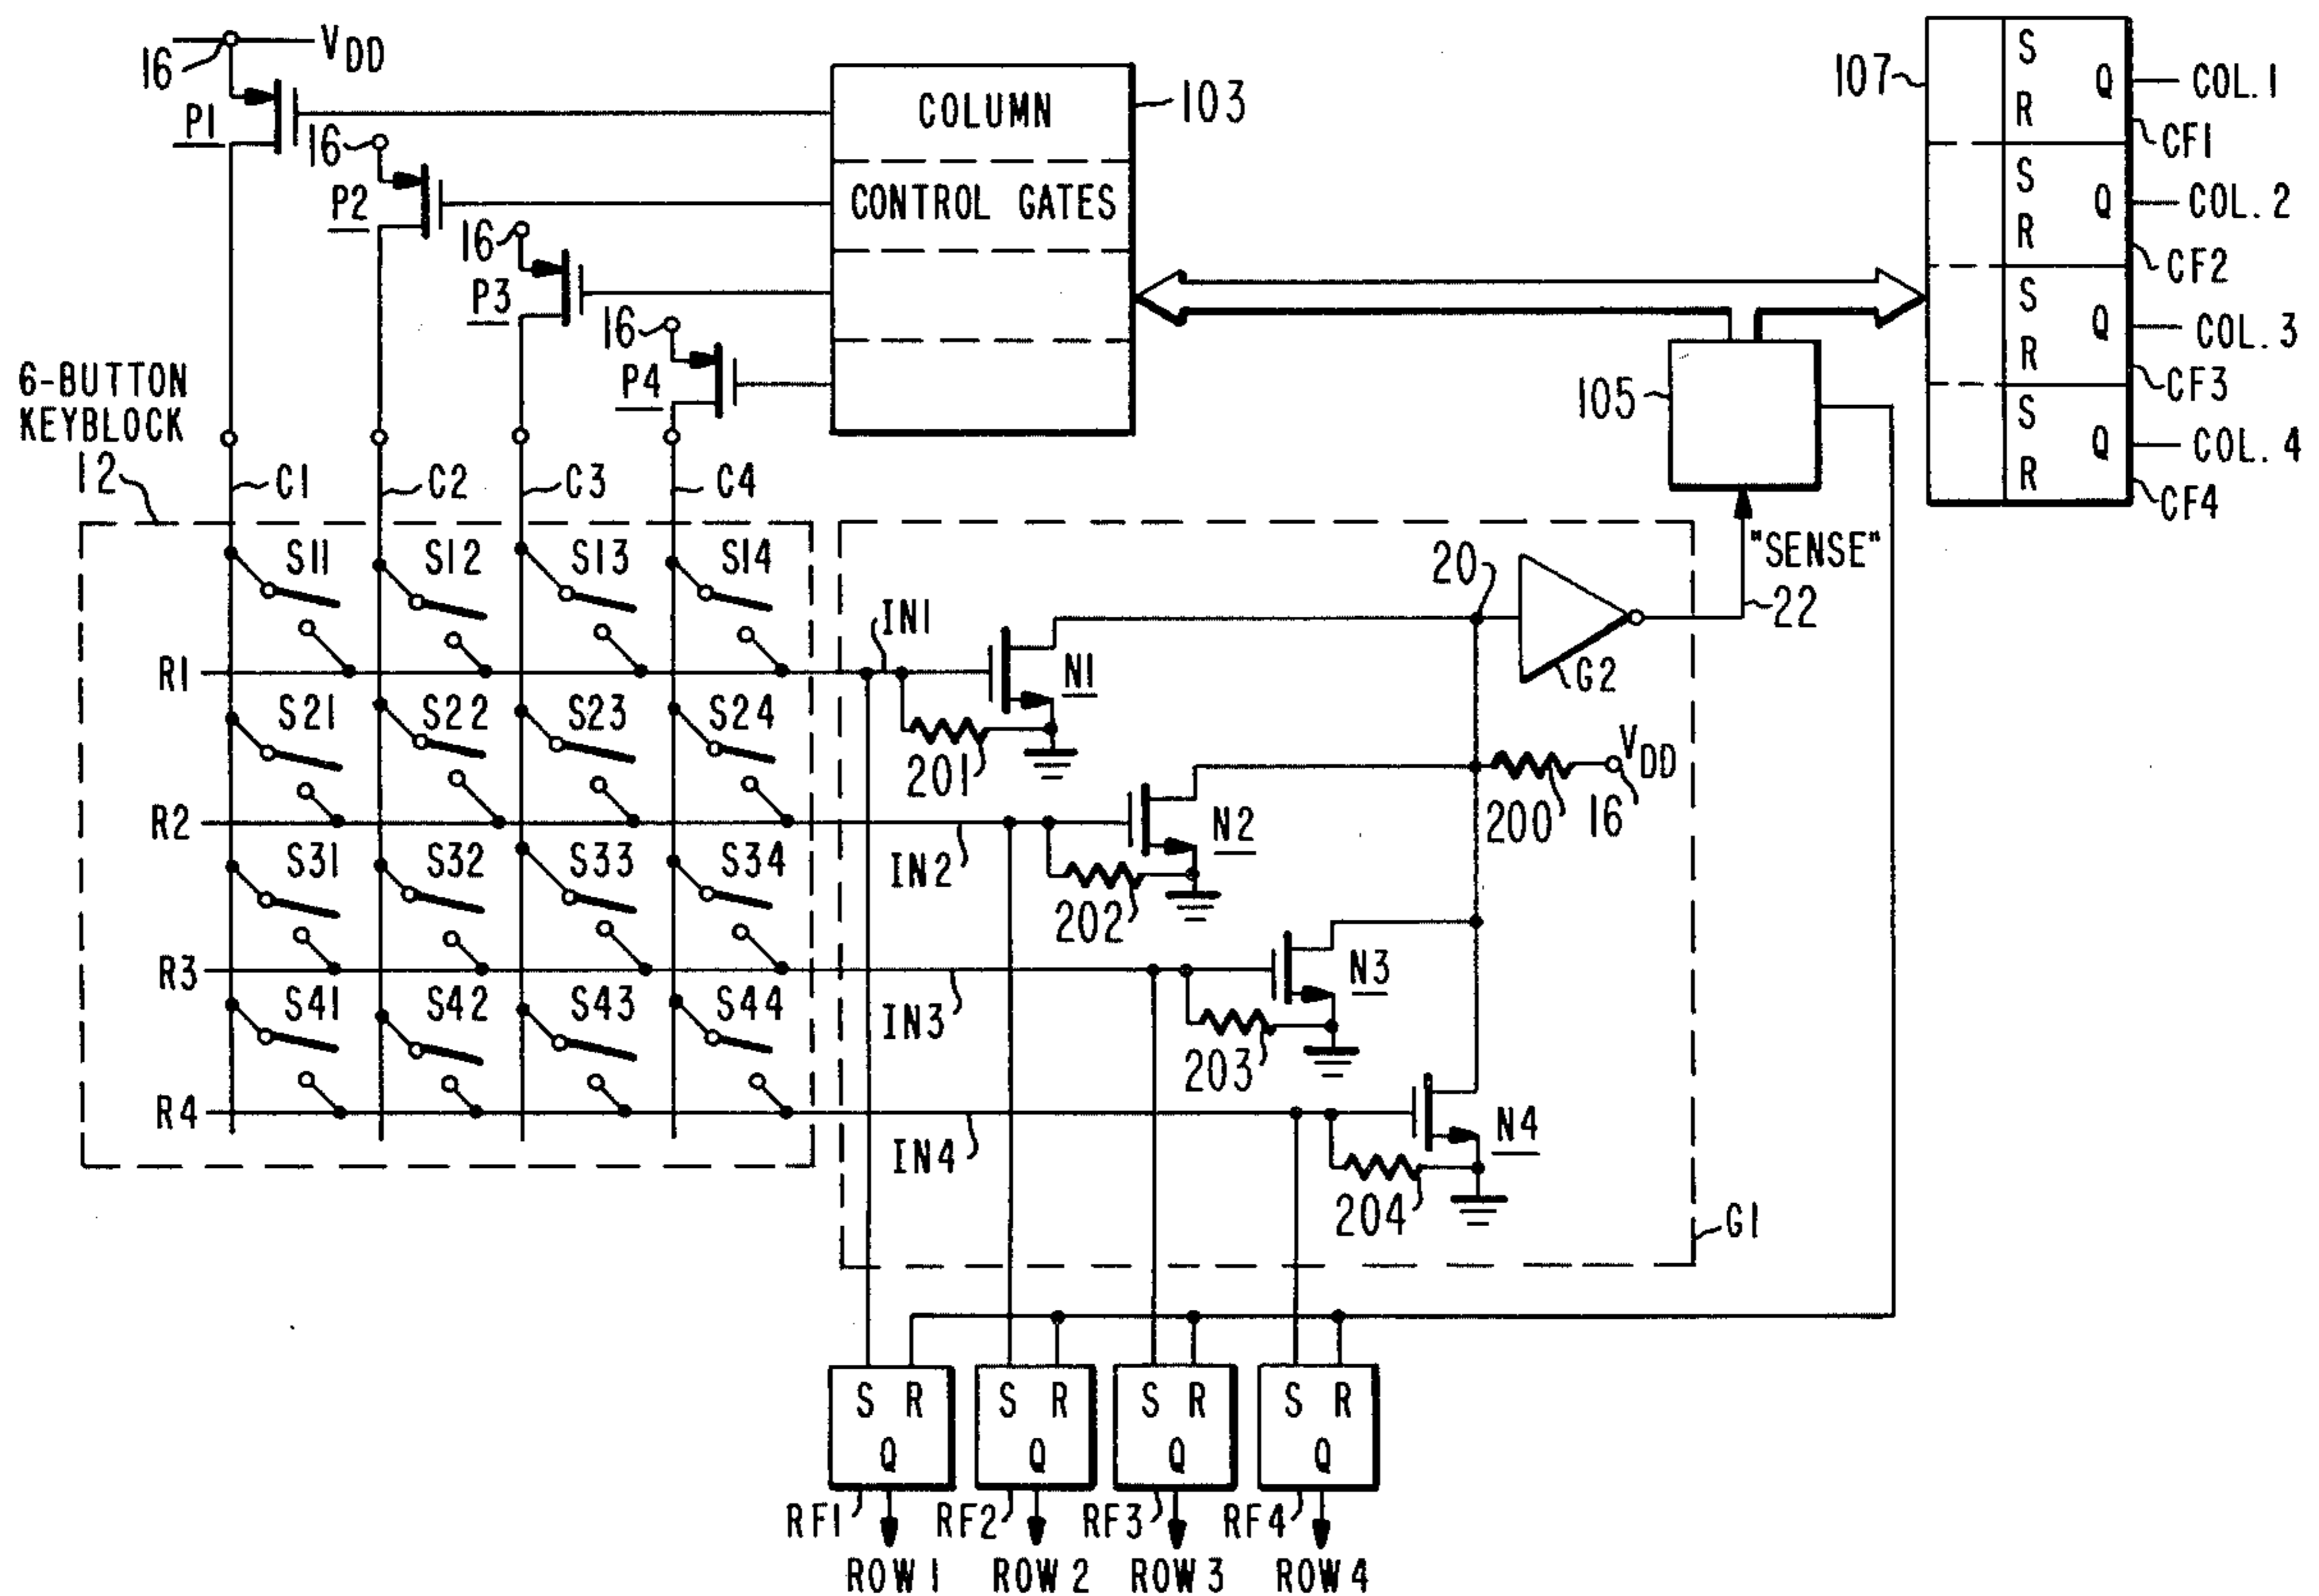 16
VDD
P1
16
P2
16
P3
16
P4
COLUMN
CONTROL GATES
103
107
S
R
Q
COL. 1
CF1
S
R
Q
COL. 2
CF2
S
R
Q
COL. 3
CF3
S
R
Q
COL. 4
CF4
105
"SENSE"
22
6-BUTTON
KEYBLOCK
12
C1
C2
C3
C4
S11
S12
S13
S14
R1
S21
S22
S23
S24
R2
S31
S32
S33
S34
R3
S41
S42
S43
S44
R4
IN1
N1
201
20
G2
VDD
200
16
IN2
N2
202
IN3
N3
203
IN4
N4
204
G1
S R
Q
S R
Q
S R
Q
S R
Q
RF1
RF2
RF3
RF4
ROW 1
ROW 2
ROW 3
ROW 4